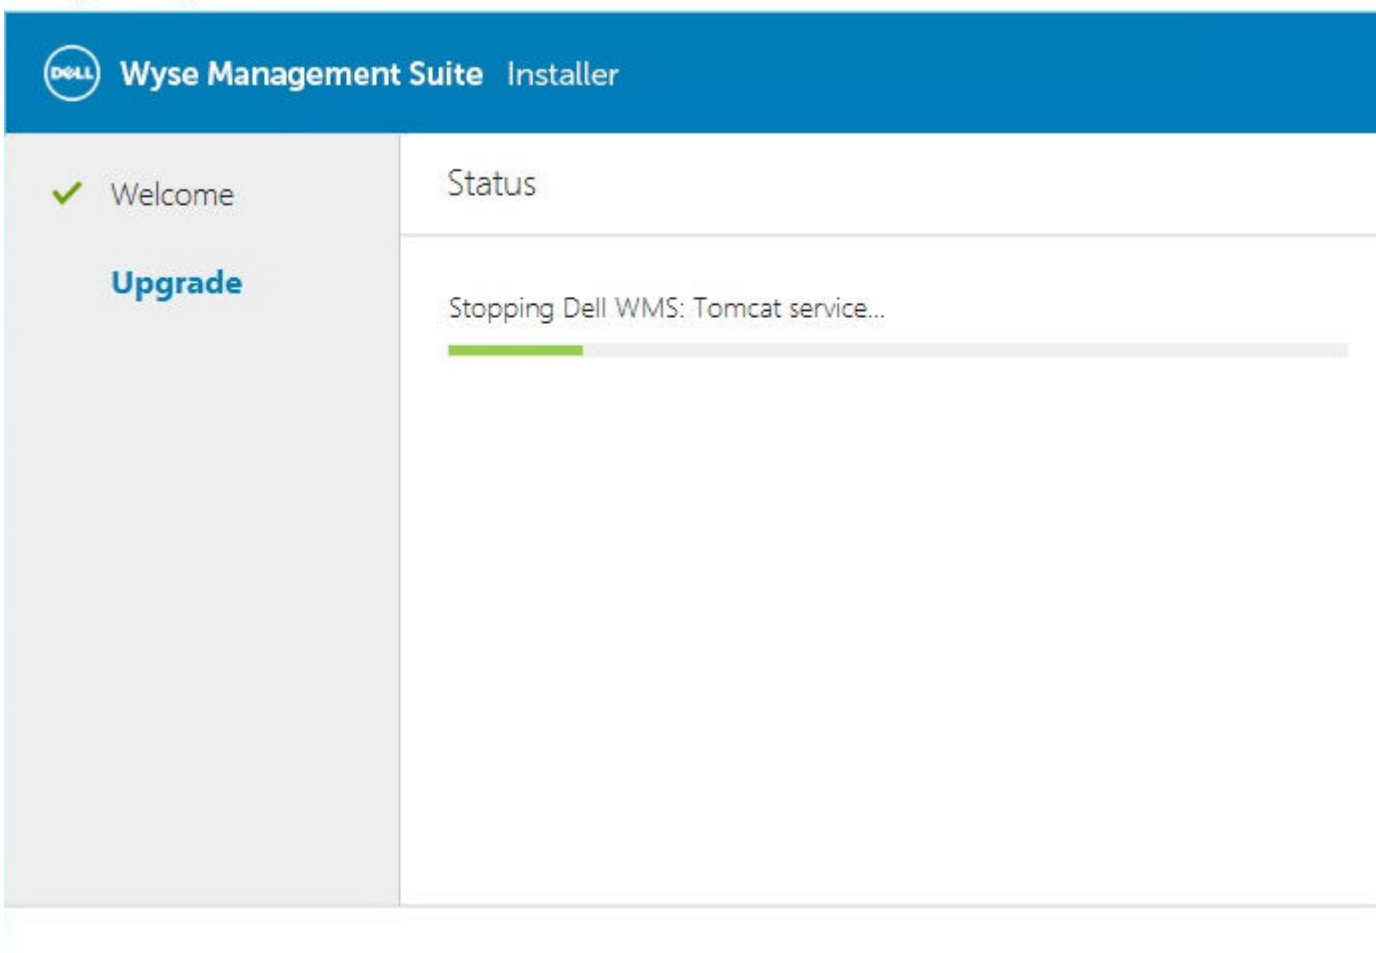 DELL Wyse Management Suite Installer
Welcome
Upgrade
Status
Stopping Dell WMS: Tomcat service...